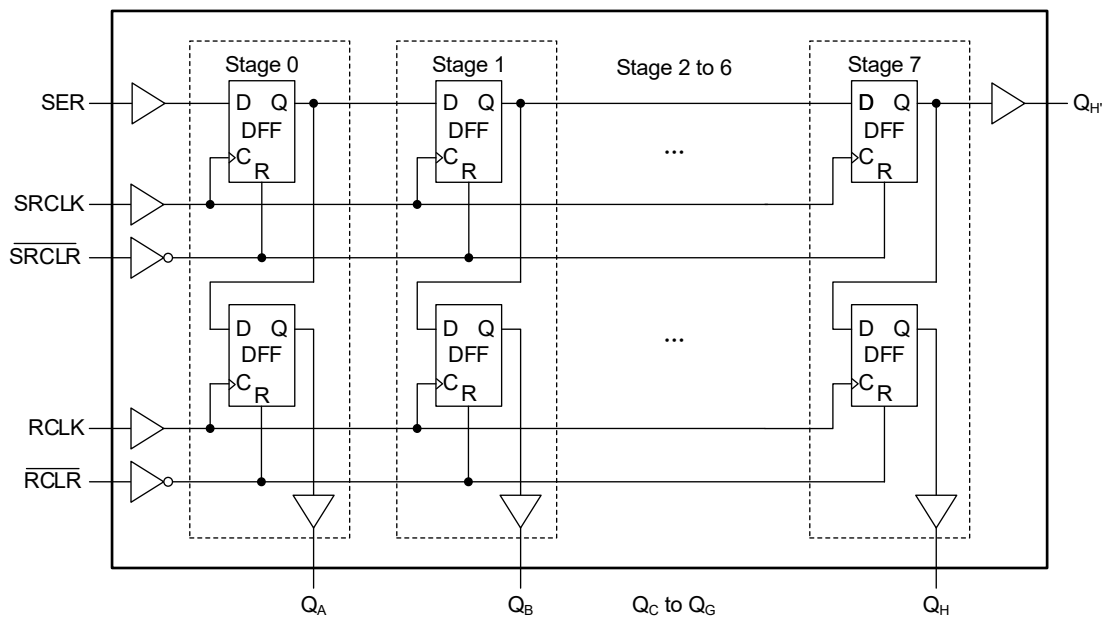 Stage 0
Stage 1
Stage 2 to 6
Stage 7
SER
D Q
DFF
C
R
D Q
DFF
C
R
...
D Q
DFF
C
R
QH'
SRCLK
SRCLR
D Q
DFF
C
R
D Q
DFF
C
R
...
D Q
DFF
C
R
RCLK
RCLR
QA
QB
QC to QG
QH